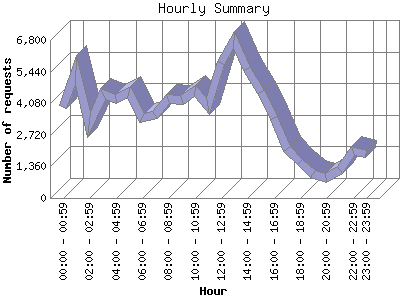 Hourly Summary
Number of requests
6,800
5,440
4,080
2,720
1,360
0
00:00 - 00:59
02:00 - 02:59
04:00 - 04:59
06:00 - 06:59
08:00 - 08:59
10:00 - 10:59
12:00 - 12:59
14:00 - 14:59
16:00 - 16:59
18:00 - 18:59
20:00 - 20:59
22:00 - 22:59
23:00 - 23:59
Hour